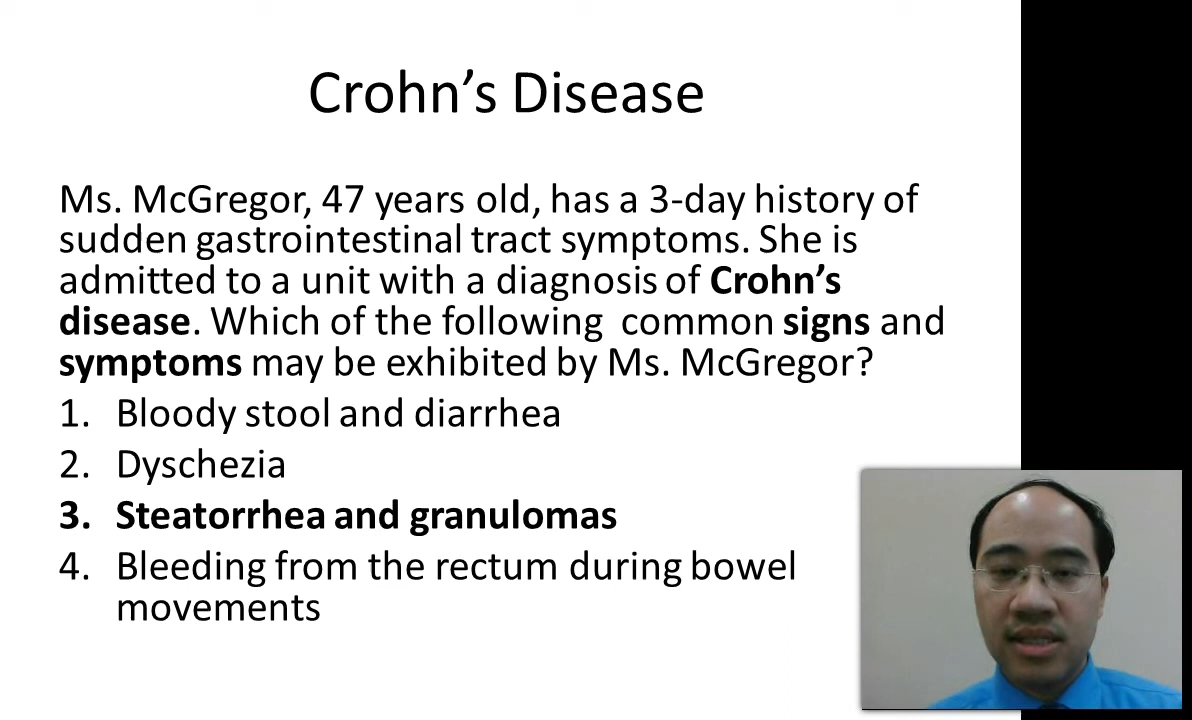 Crohn’s Disease
Ms. McGregor, 47 years old, has a 3-day history of
sudden gastrointestinal tract symptoms. She is
admitted to a unit with a diagnosis of Crohn’s
disease. Which of the following  common signs and
symptoms may be exhibited by Ms. McGregor?
1. Bloody stool and diarrhea
2. Dyschezia
3. Steatorrhea and granulomas
4. Bleeding from the rectum during bowel
movements